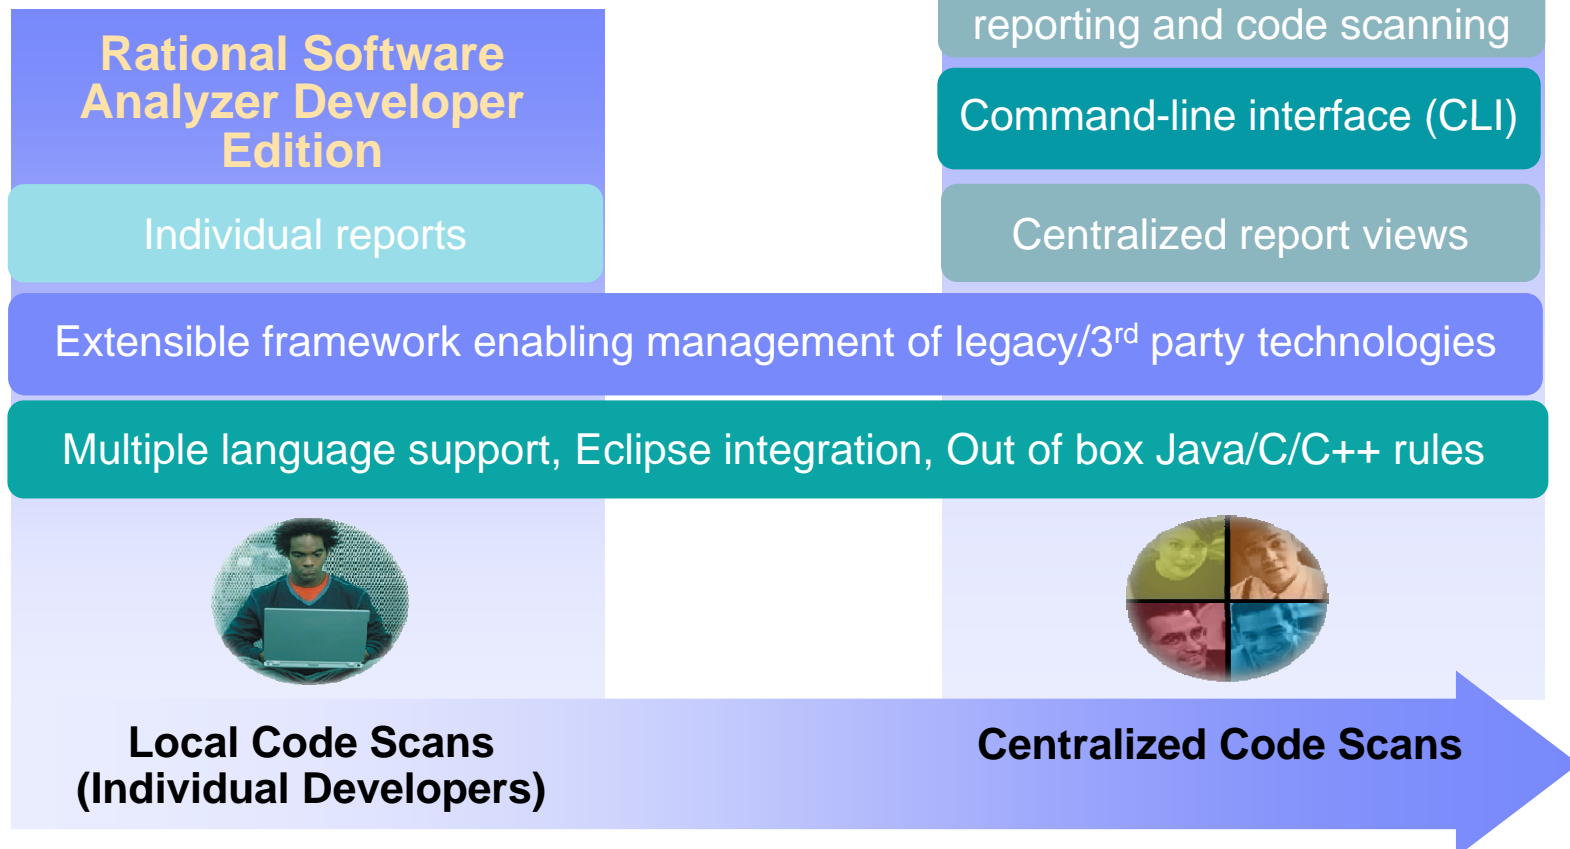 Rational Software
Analyzer Developer
Edition
Individual reports
reporting and code scanning
Command-line interface (CLI)
Centralized report views
Extensible framework enabling management of legacy/3rd party technologies
Multiple language support, Eclipse integration, Out of box Java/C/C++ rules
Local Code Scans
(Individual Developers)
Centralized Code Scans